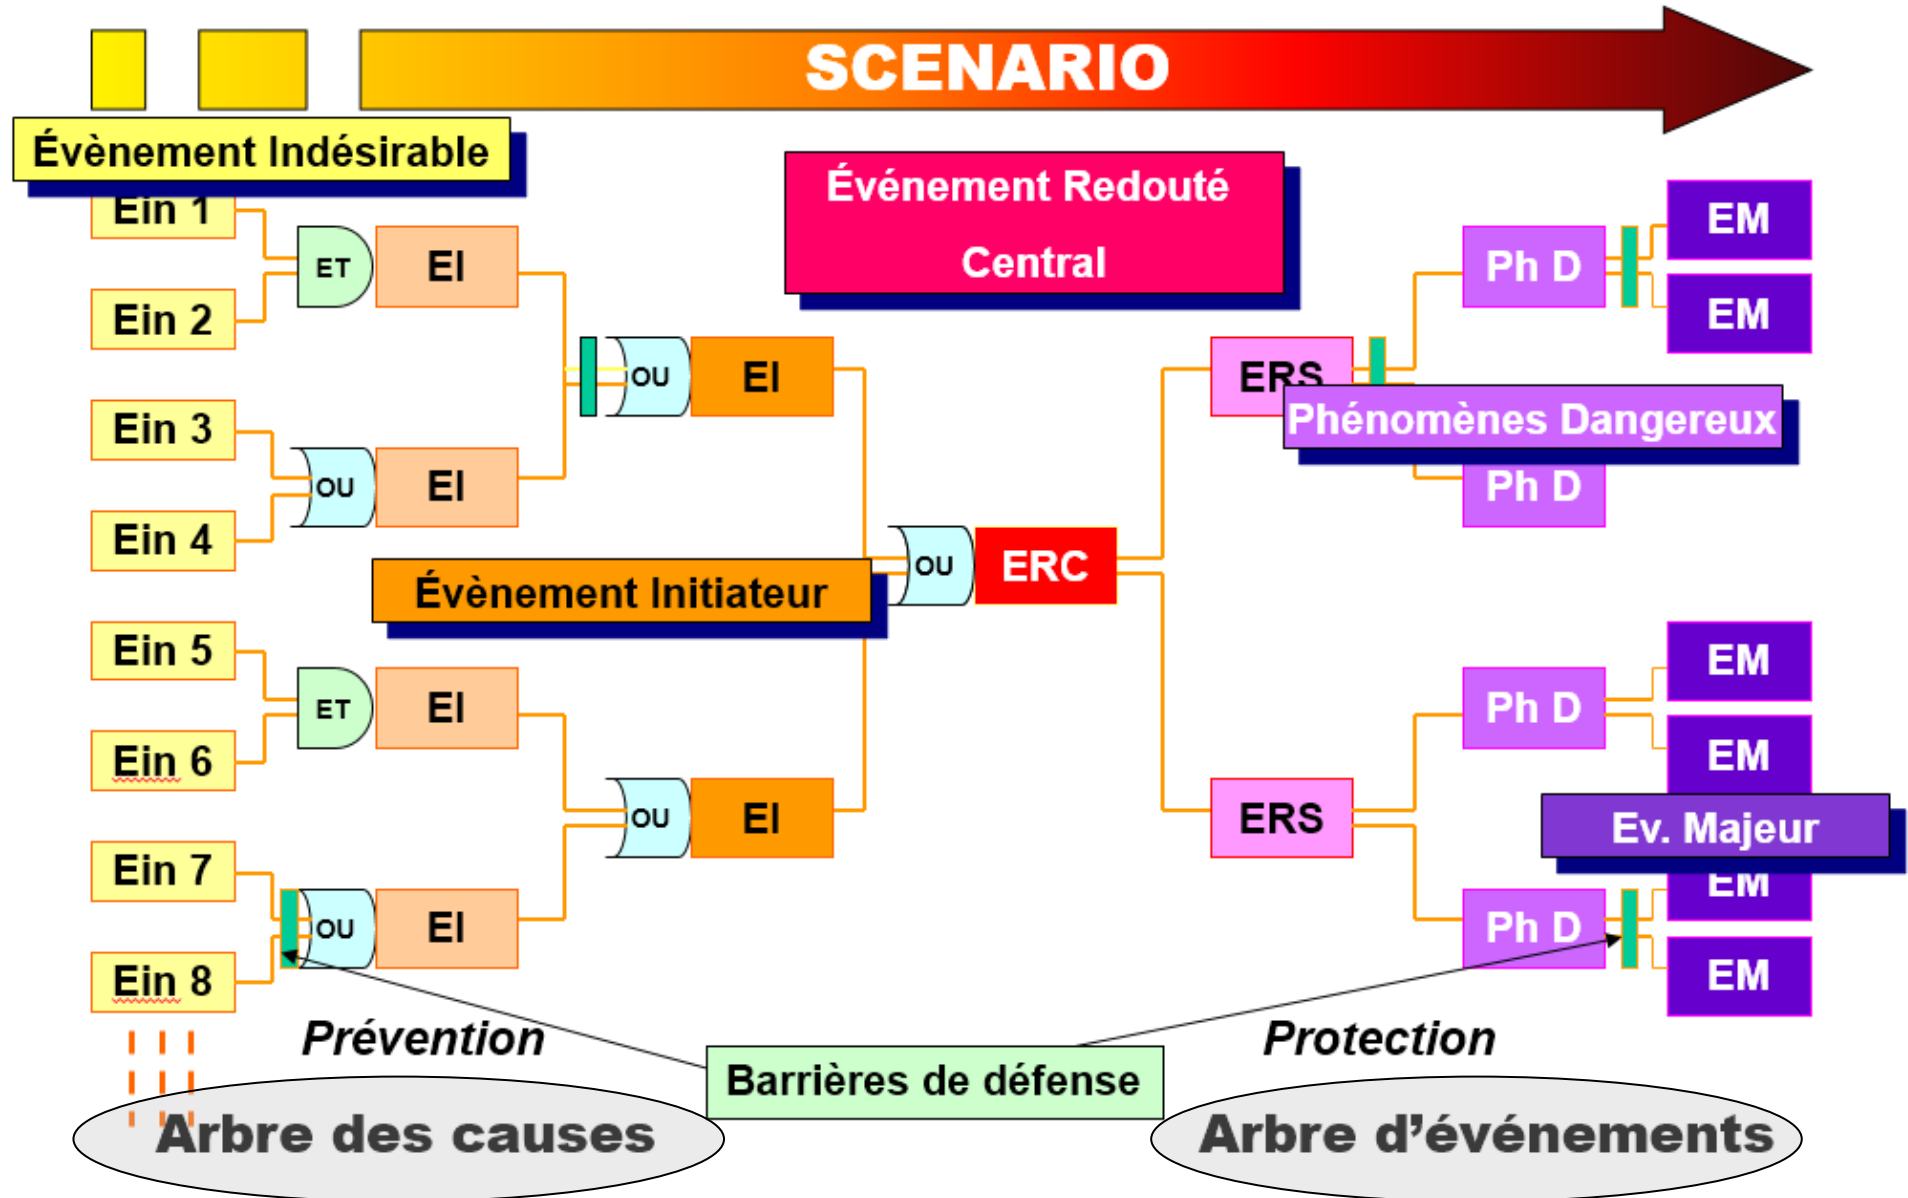 SCENARIO
Évènement Indésirable
Événement Redouté
Central
Ein 1
Ein 2
Ein 3
Ein 4
Ein 5
Ein 6
Ein 7
Ein 8
ET
EI
OU
EI
ET
EI
OU
EI
OU
EI
OU
EI
Évènement Initiateur
OU
ERC
ERS
ERS
Phénomènes Dangereux
Ph D
Ph D
Ph D
Ph D
EM
EM
EM
EM
Ev. Majeur
EM
EM
Prévention
Protection
Barrières de défense
Arbre des causes
Arbre d’événements